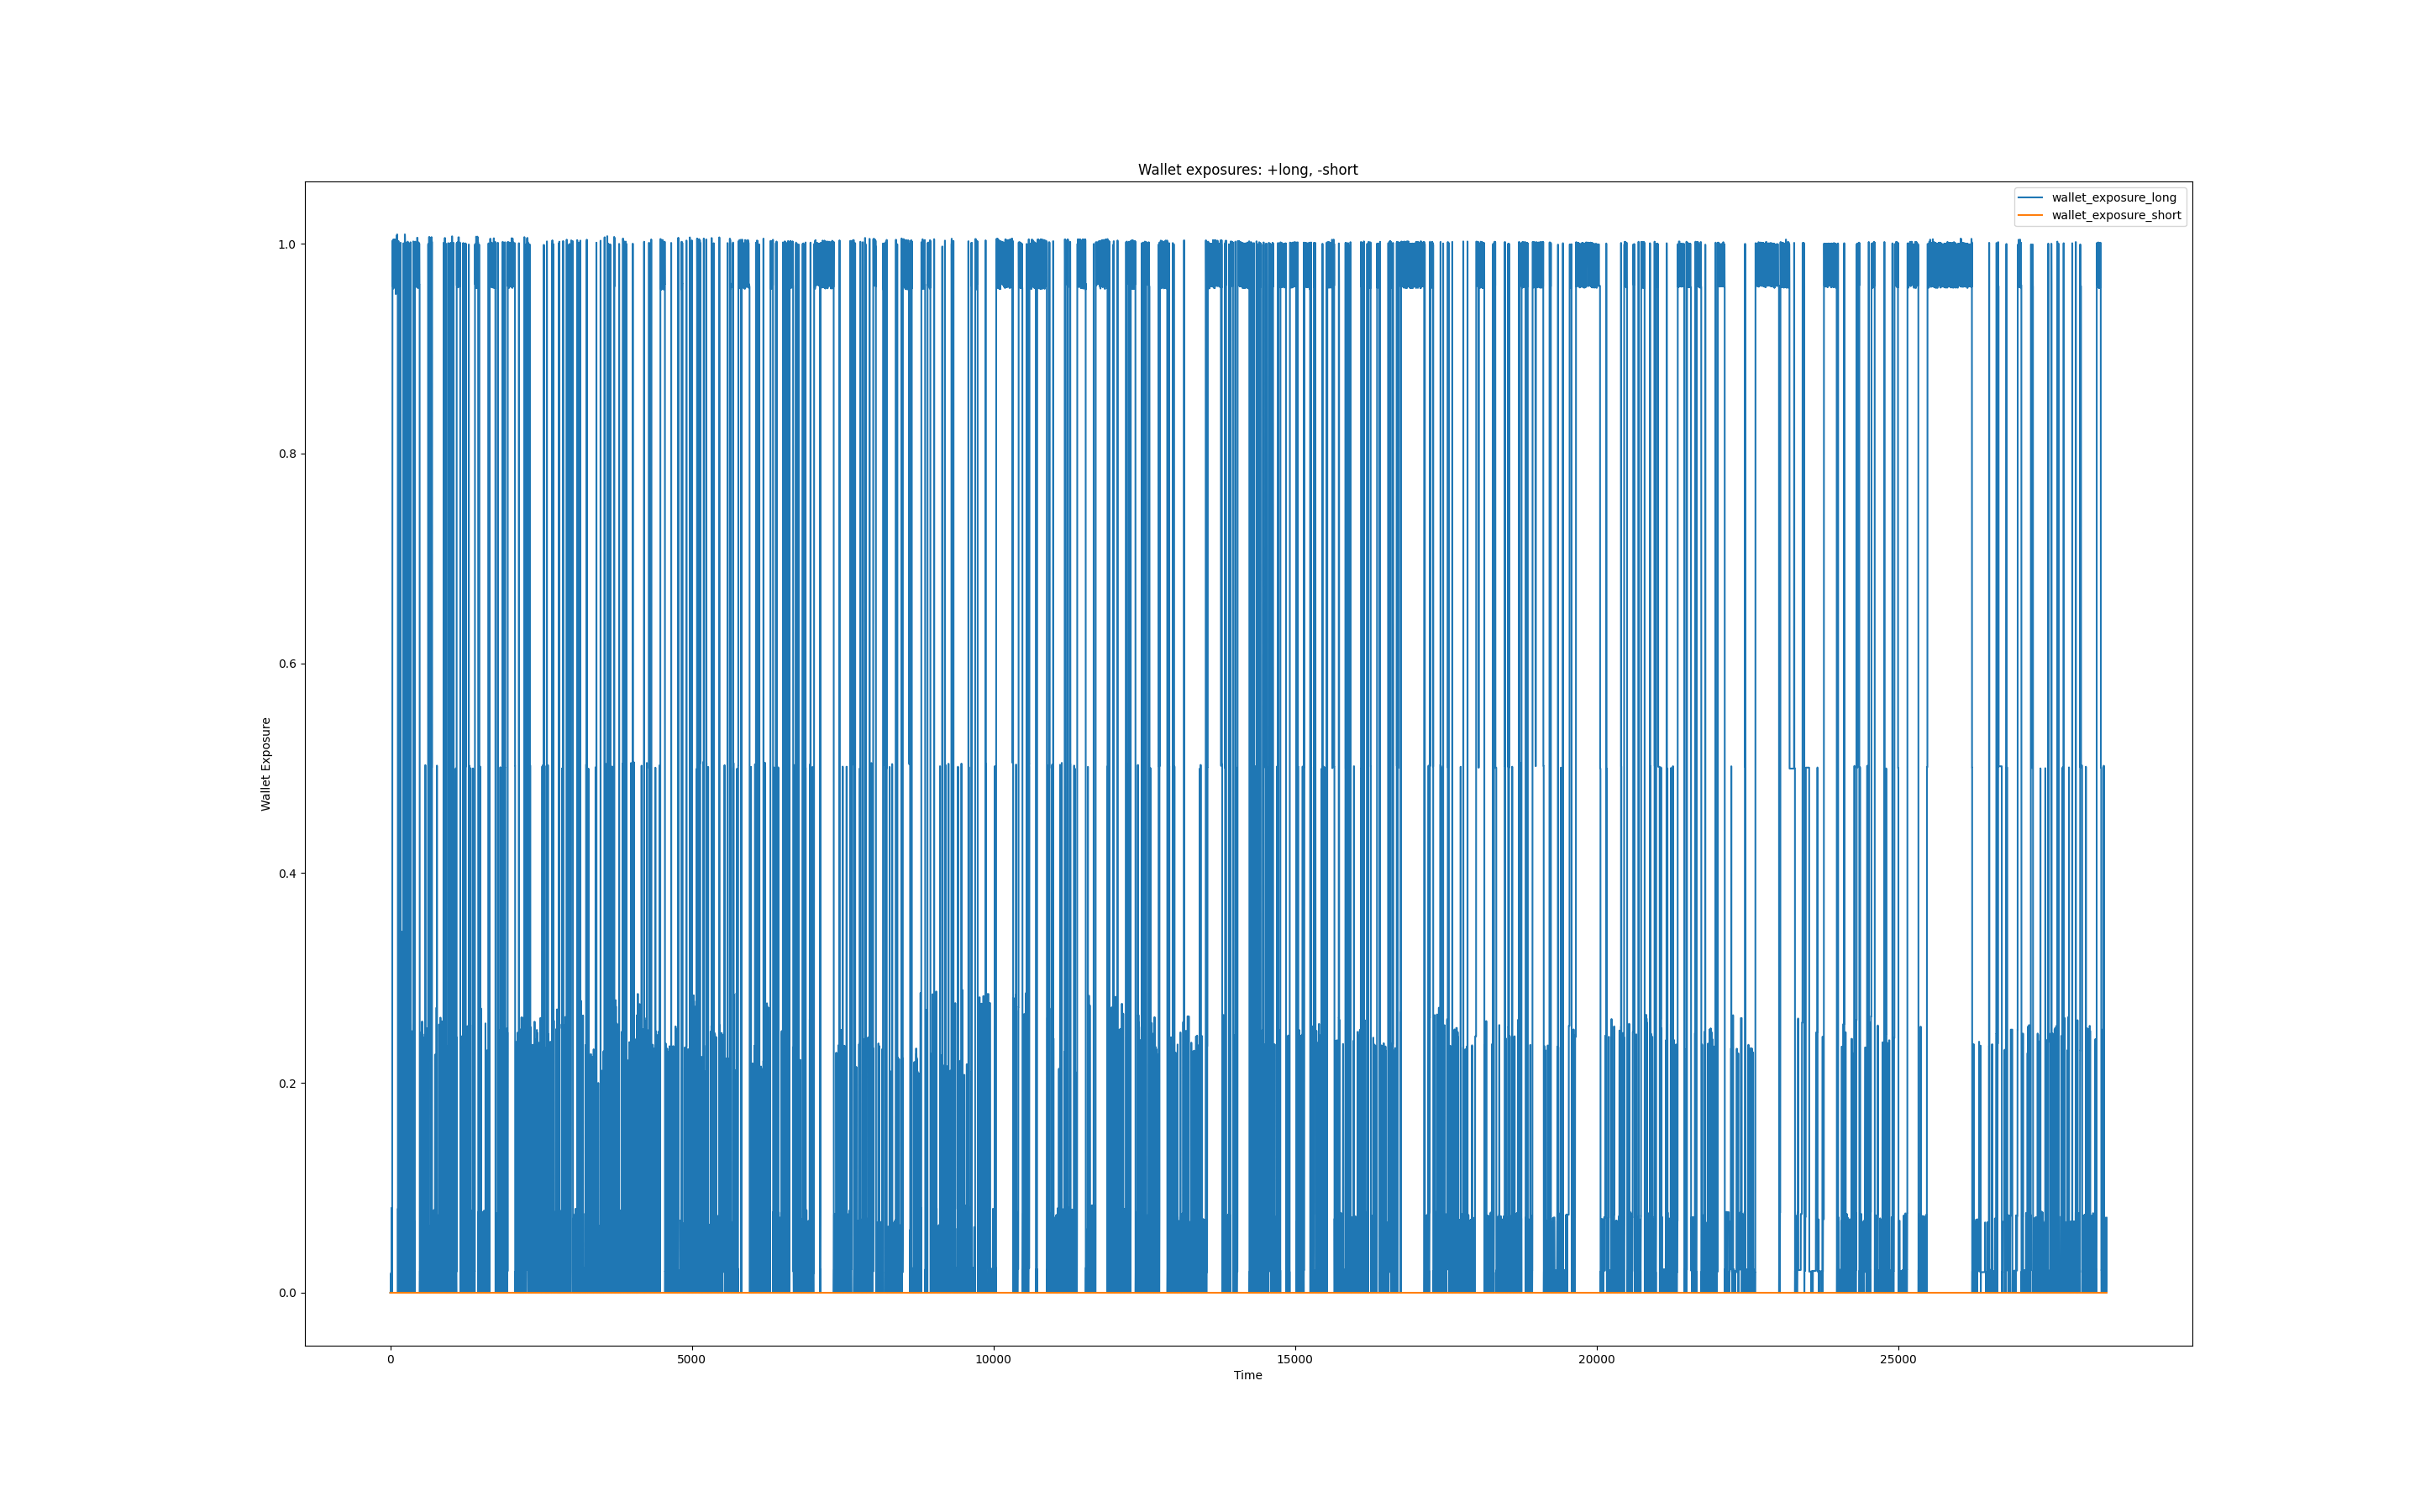 Wallet exposures: +long, -short
wallet_exposure_long
wallet_exposure_short
1.0
0.8
0.6
0.4
0.2
0.0
Wallet Exposure
0
5000
10000
15000
20000
25000
Time